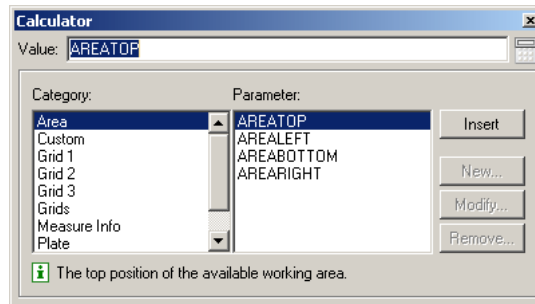 Calculator
Value: AREATOP
Category:
Parameter:
Area
Custom
Grid 1
Grid 2
Grid 3
Grids
Measure Info
Plate
AREATOP
AREALEFT
AREABOTTOM
AREARIGHT
Insert
New...
Modify...
Remove...
The top position of the available working area.